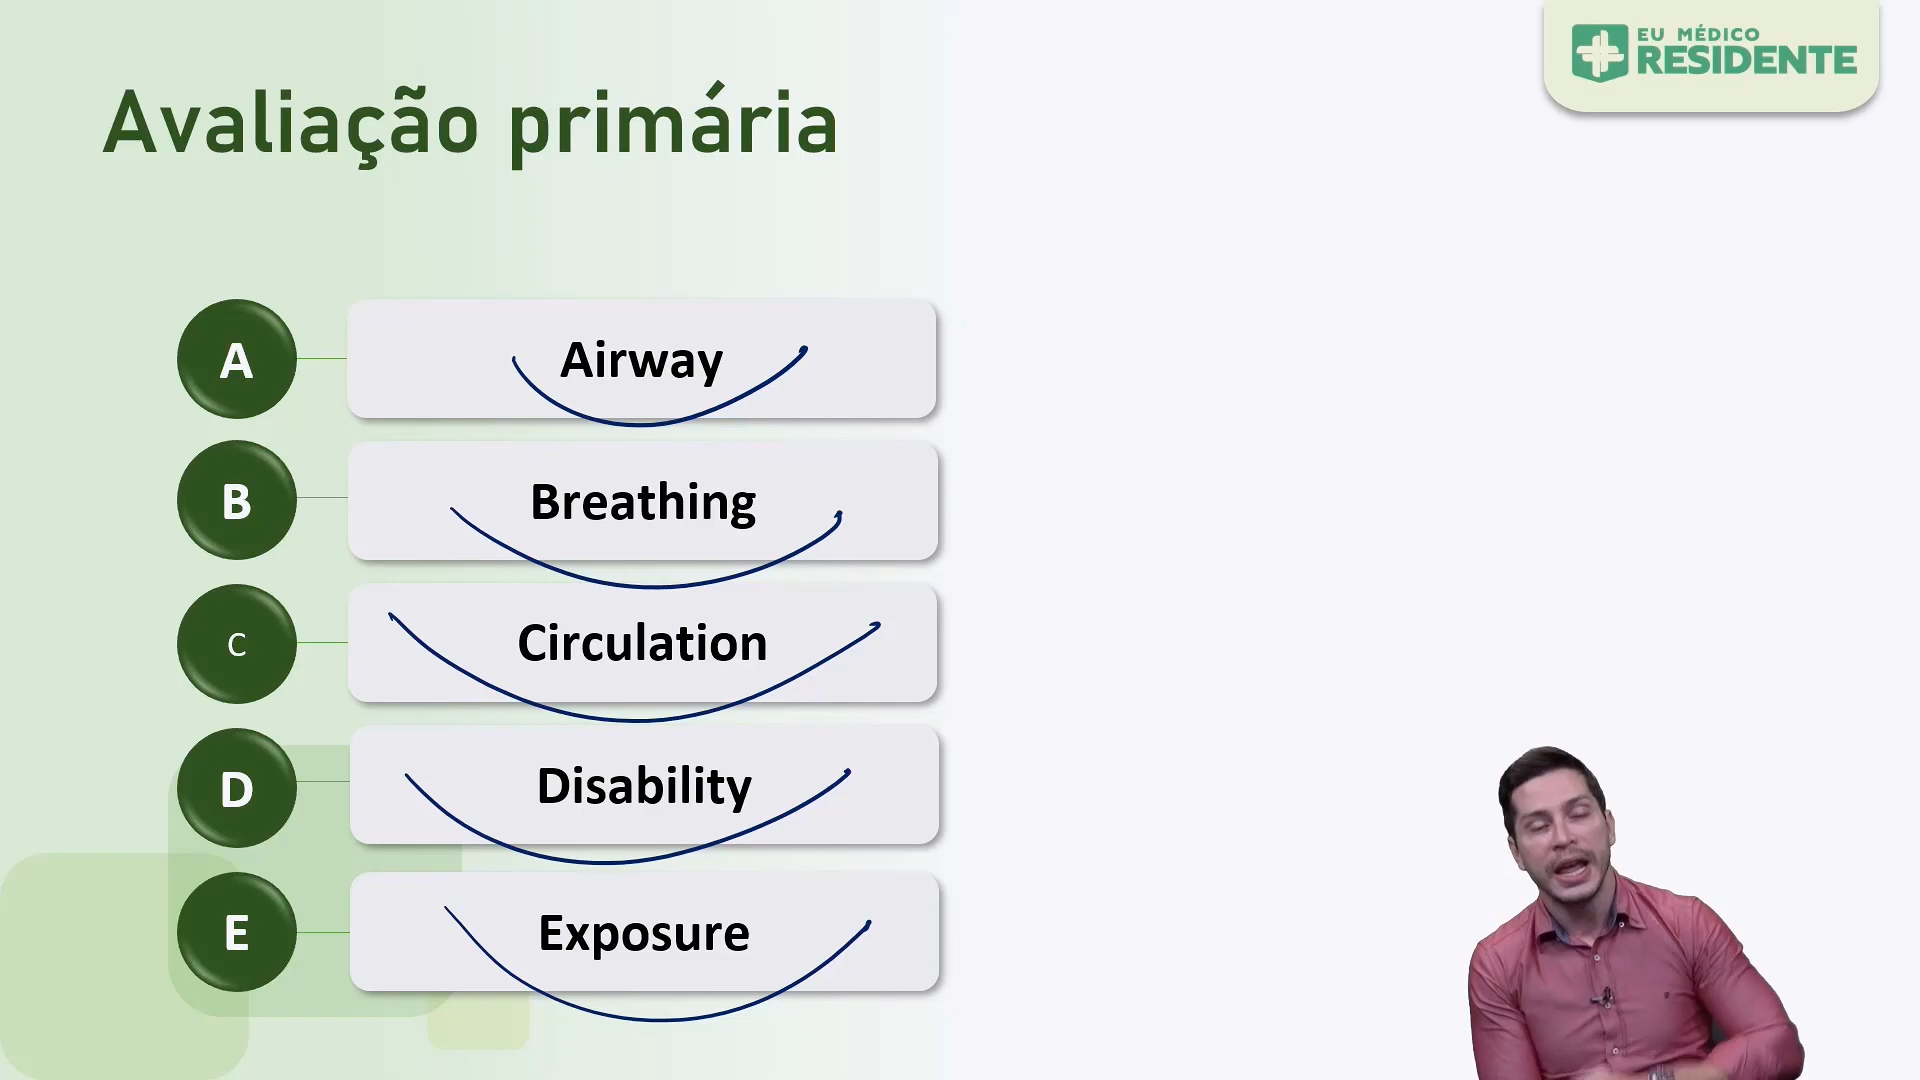 EU MÉDICO
RESIDENTE
Avaliação primária
A
Airway
B
Breathing
C
Circulation
D
Disability
E
Exposure